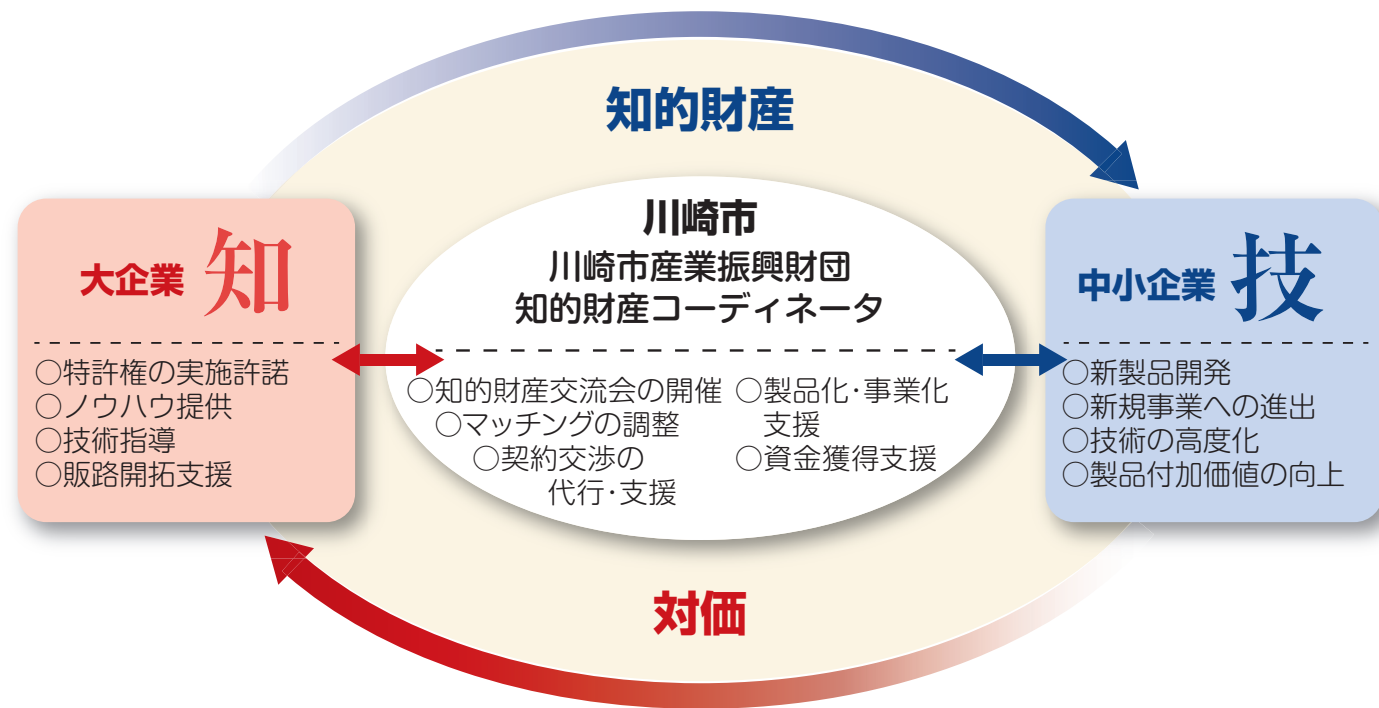 知的財産
大企業 知
○特許権の実施許諾
○ノウハウ提供
○技術指導
○販路開拓支援
川崎市
川崎市産業振興財団
知的財産コーディネータ
○知的財産交流会の開催
○マッチングの調整
○契約交渉の
代行・支援
○製品化・事業化
支援
○資金獲得支援
中小企業 技
○新製品開発
○新規事業への進出
○技術の高度化
○製品付加価値の向上
対価